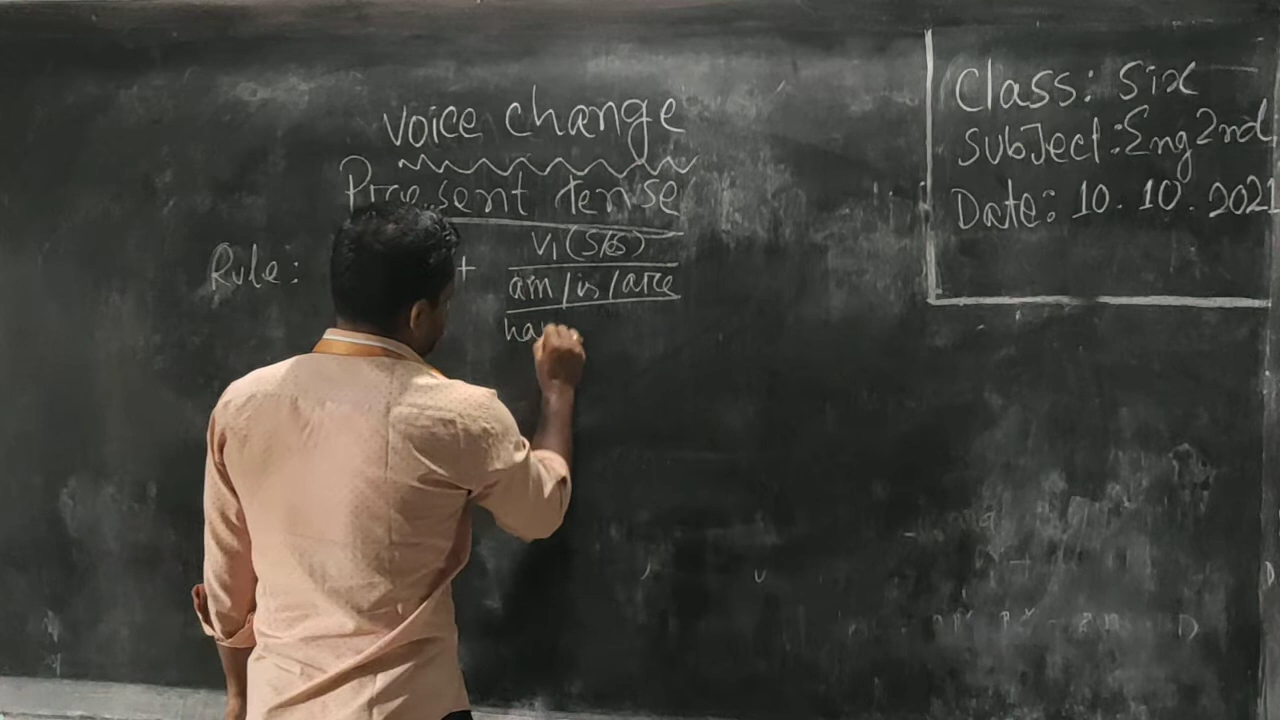 voice change
Present tense
Rule: + V1 (s/es)
am/is/are
ha
Class: Six
Subject: Eng 2nd
Date: 10.10.2021